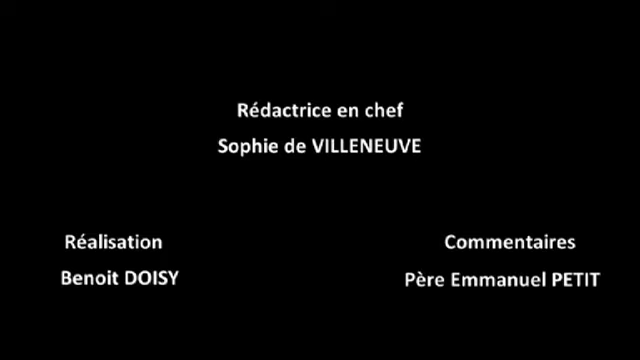 Rédactrice en chef
Sophie de VILLENEUVE
Réalisation
Benoit DOISY
Commentaires
Père Emmanuel PETIT